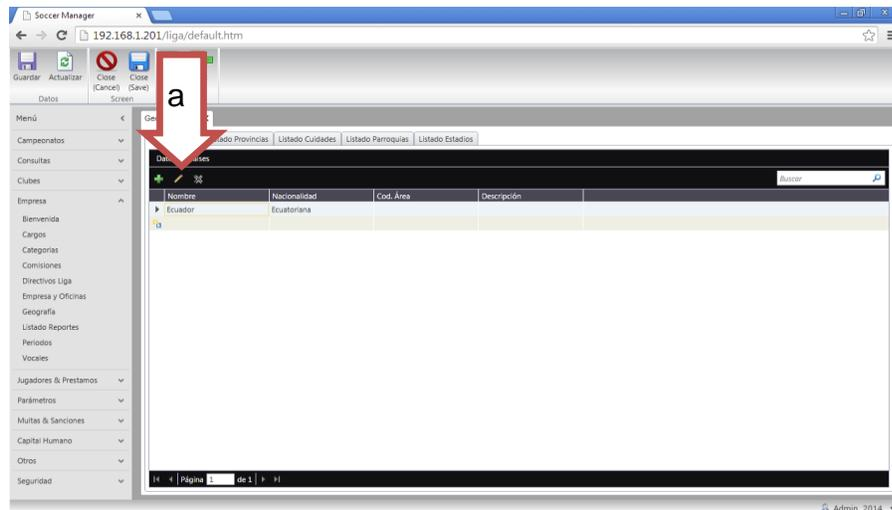 Soccer Manager
192.168.1.201/liga/default.htm
Guardar
Actualizar
Close (Cancel)
Close (Save)
Datos
Screen
a
Menú
Campeonatos
Consultas
Clubes
Empresa
Bienvenida
Cargos
Categorias
Comisiones
Directivos Liga
Empresa y Oficinas
Geografía
Listado Reportes
Periodos
Vocales
Jugadores & Prestamos
Parámetros
Multas & Sanciones
Capital Humano
Otros
Seguridad
Listado Provincias
Listado Cuidades
Listado Parroquias
Listado Estadios
Buscar
Nombre
Nacionalidad
Cod. Área
Descripción
Ecuador
Ecuatoriana
Página 1 de 1
Admin 2014